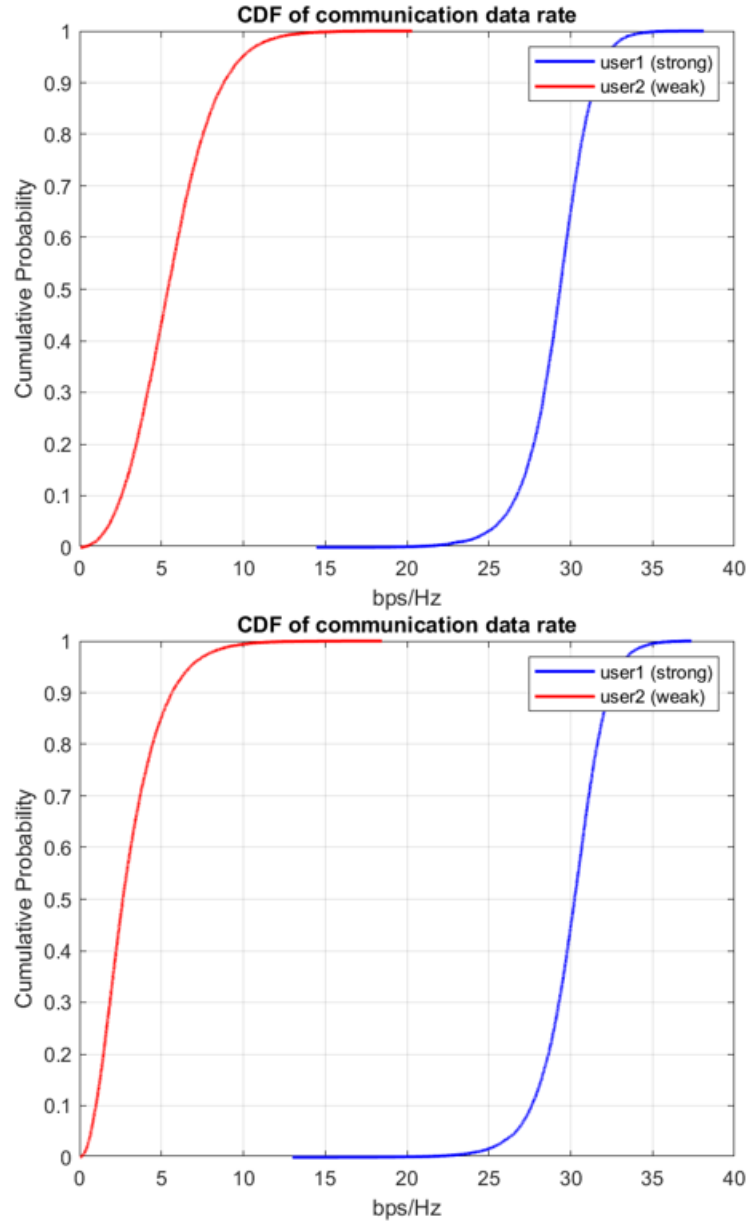 CDF of communication data rate
1
0.9
0.8
0.7
0.6
0.5
0.4
0.3
0.2
0.1
0
Cumulative Probability
user1 (strong)
user2 (weak)
0 5 10 15 20 25 30 35 40
bps/Hz
CDF of communication data rate
1
0.9
0.8
0.7
0.6
0.5
0.4
0.3
0.2
0.1
0
Cumulative Probability
user1 (strong)
user2 (weak)
0 5 10 15 20 25 30 35 40
bps/Hz